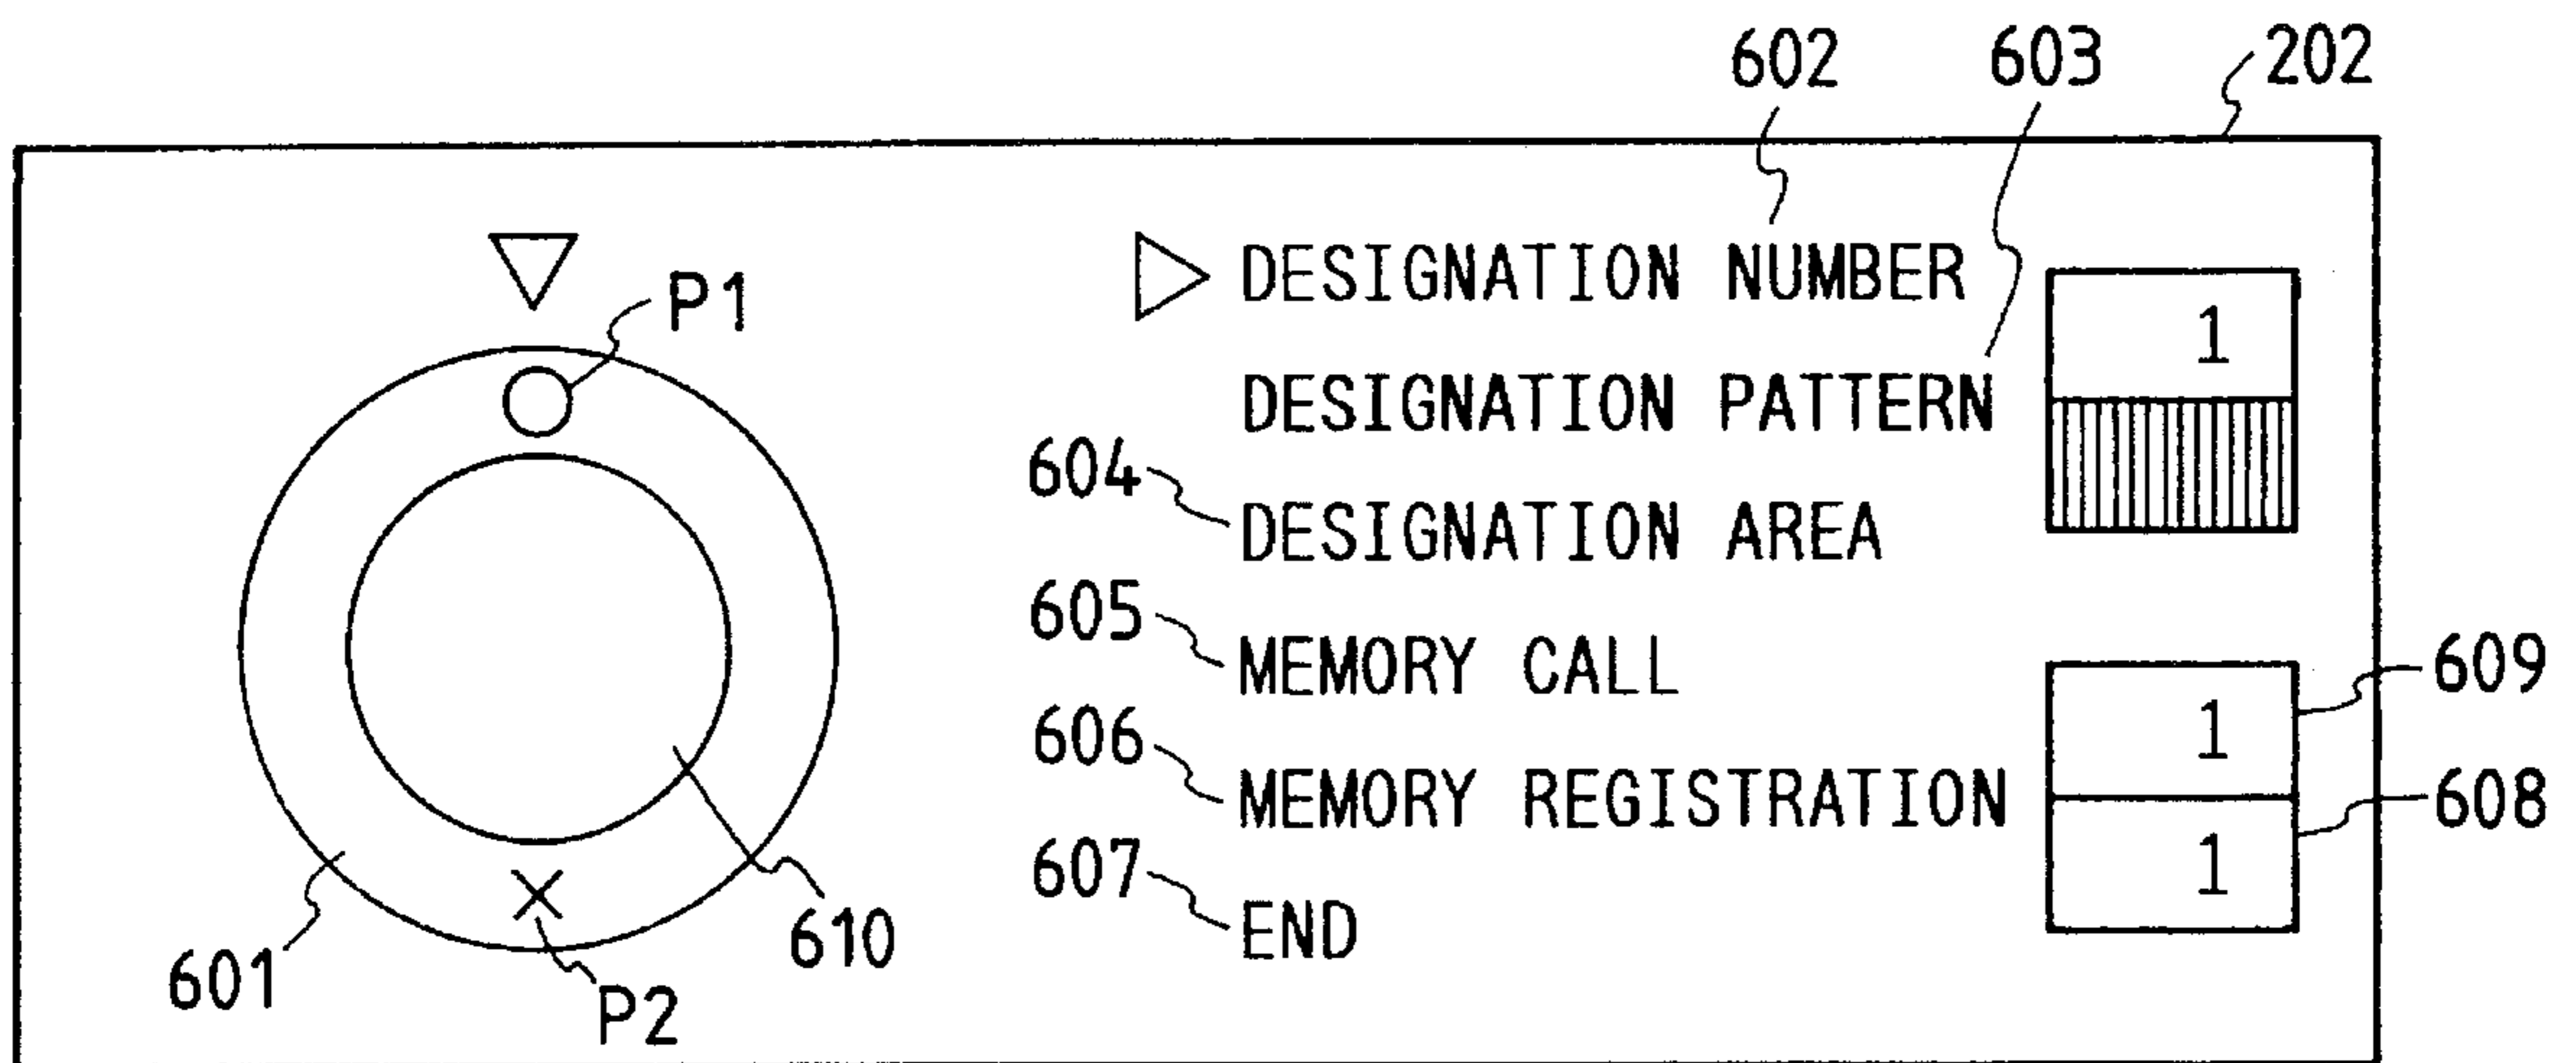 602 603 202
P1
DESIGNATION NUMBER
1
DESIGNATION PATTERN
604
DESIGNATION AREA
605
MEMORY CALL
1 609
606
MEMORY REGISTRATION
608
1
607
END
610
601
P2